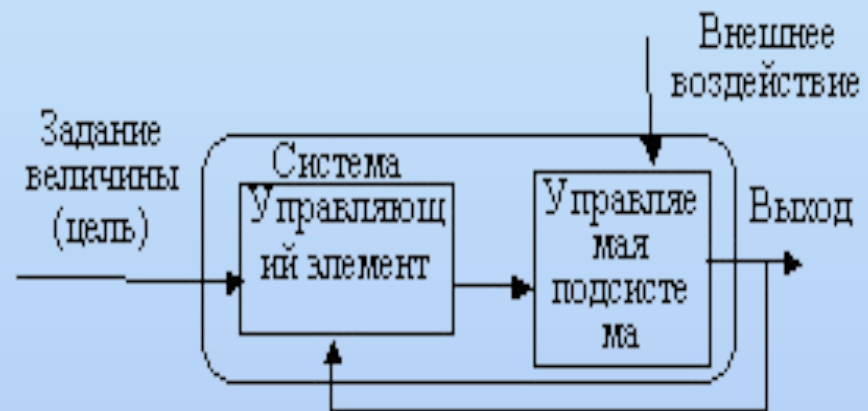 Внешнее
воздействие
Задание
величины
(цель)
Система
Управляющ
ий элемент
Управляе
мая
подсисте
ма
Выход